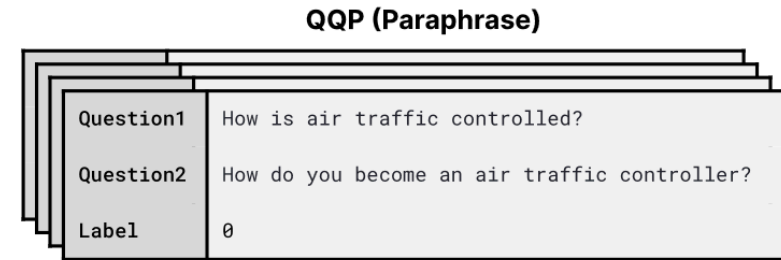 QQP (Paraphrase)
Question1 How is air traffic controlled?
Question2 How do you become an air traffic controller?
Label 0